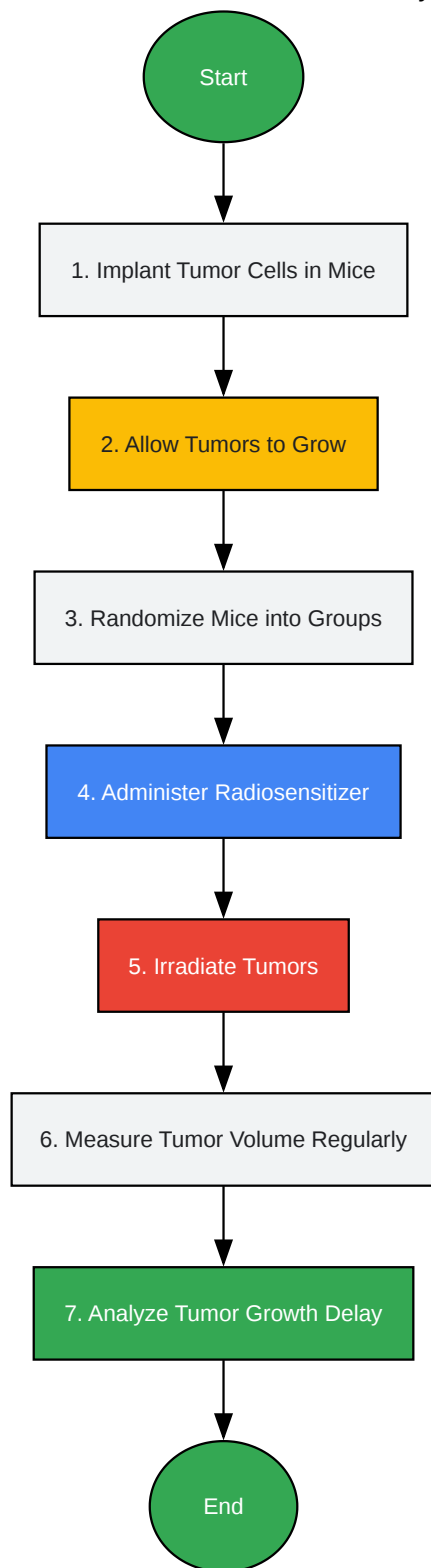 Start
1. Implant Tumor Cells in Mice
2. Allow Tumors to Grow
3. Randomize Mice into Groups
4. Administer Radiosensitizer
5. Irradiate Tumors
6. Measure Tumor Volume Regularly
7. Analyze Tumor Growth Delay
End